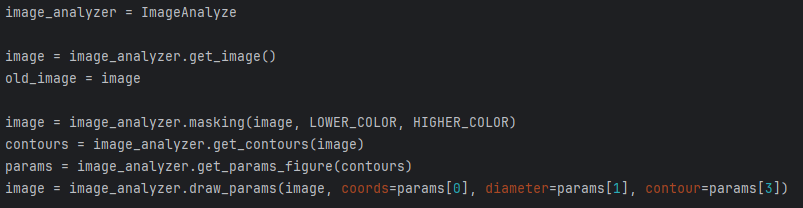 image_analyzer = ImageAnalyze
image = image_analyzer.get_image()
old_image = image
image = image_analyzer.masking(image, LOWER_COLOR, HIGHER_COLOR)
contours = image_analyzer.get_contours(image)
params = image_analyzer.get_params_figure(contours)
image = image_analyzer.draw_params(image, coords=params[0], diameter=params[1], contour=params[3])